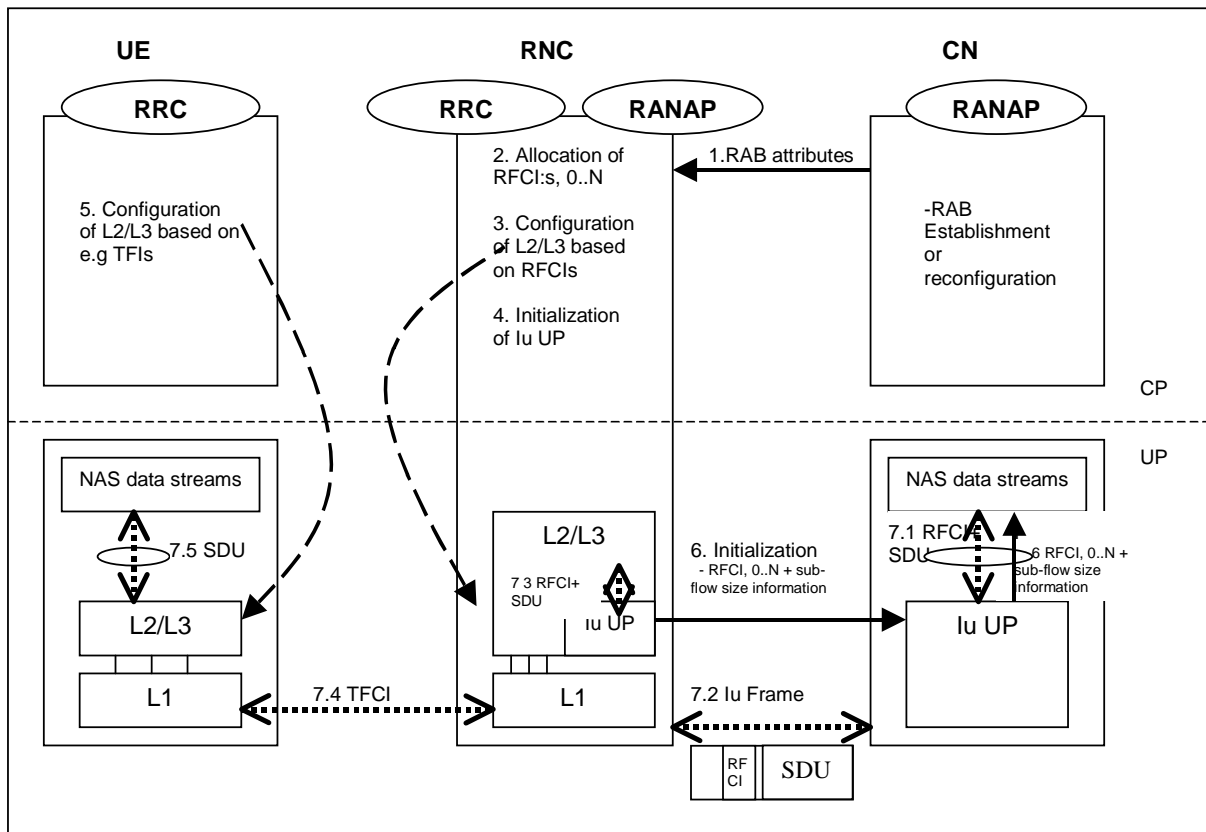 UE
RNC
CN
RRC
RRC
RANAP
RANAP
2. Allocation of
RFCI:s, 0..N
1.RAB attributes
5. Configuration
of L2/L3 based on
e.g TFIs
3. Configuration
of L2/L3 based
on RFCIs
-RAB
Establishment
or
reconfiguration
4. Initialization
of Iu UP
CP
UP
NAS data streams
NAS data streams
7.5 SDU
L2/L3
7 3 RFCI+
SDU
6. Initialization
- RFCI, 0..N + sub-
flow size information
7.1 RFCI+
SDU
6 RFCI, 0..N +
sub-flow size
information
L2/L3
Iu UP
Iu UP
L1
7.4 TFCI
L1
7.2 Iu Frame
RF
CI
SDU